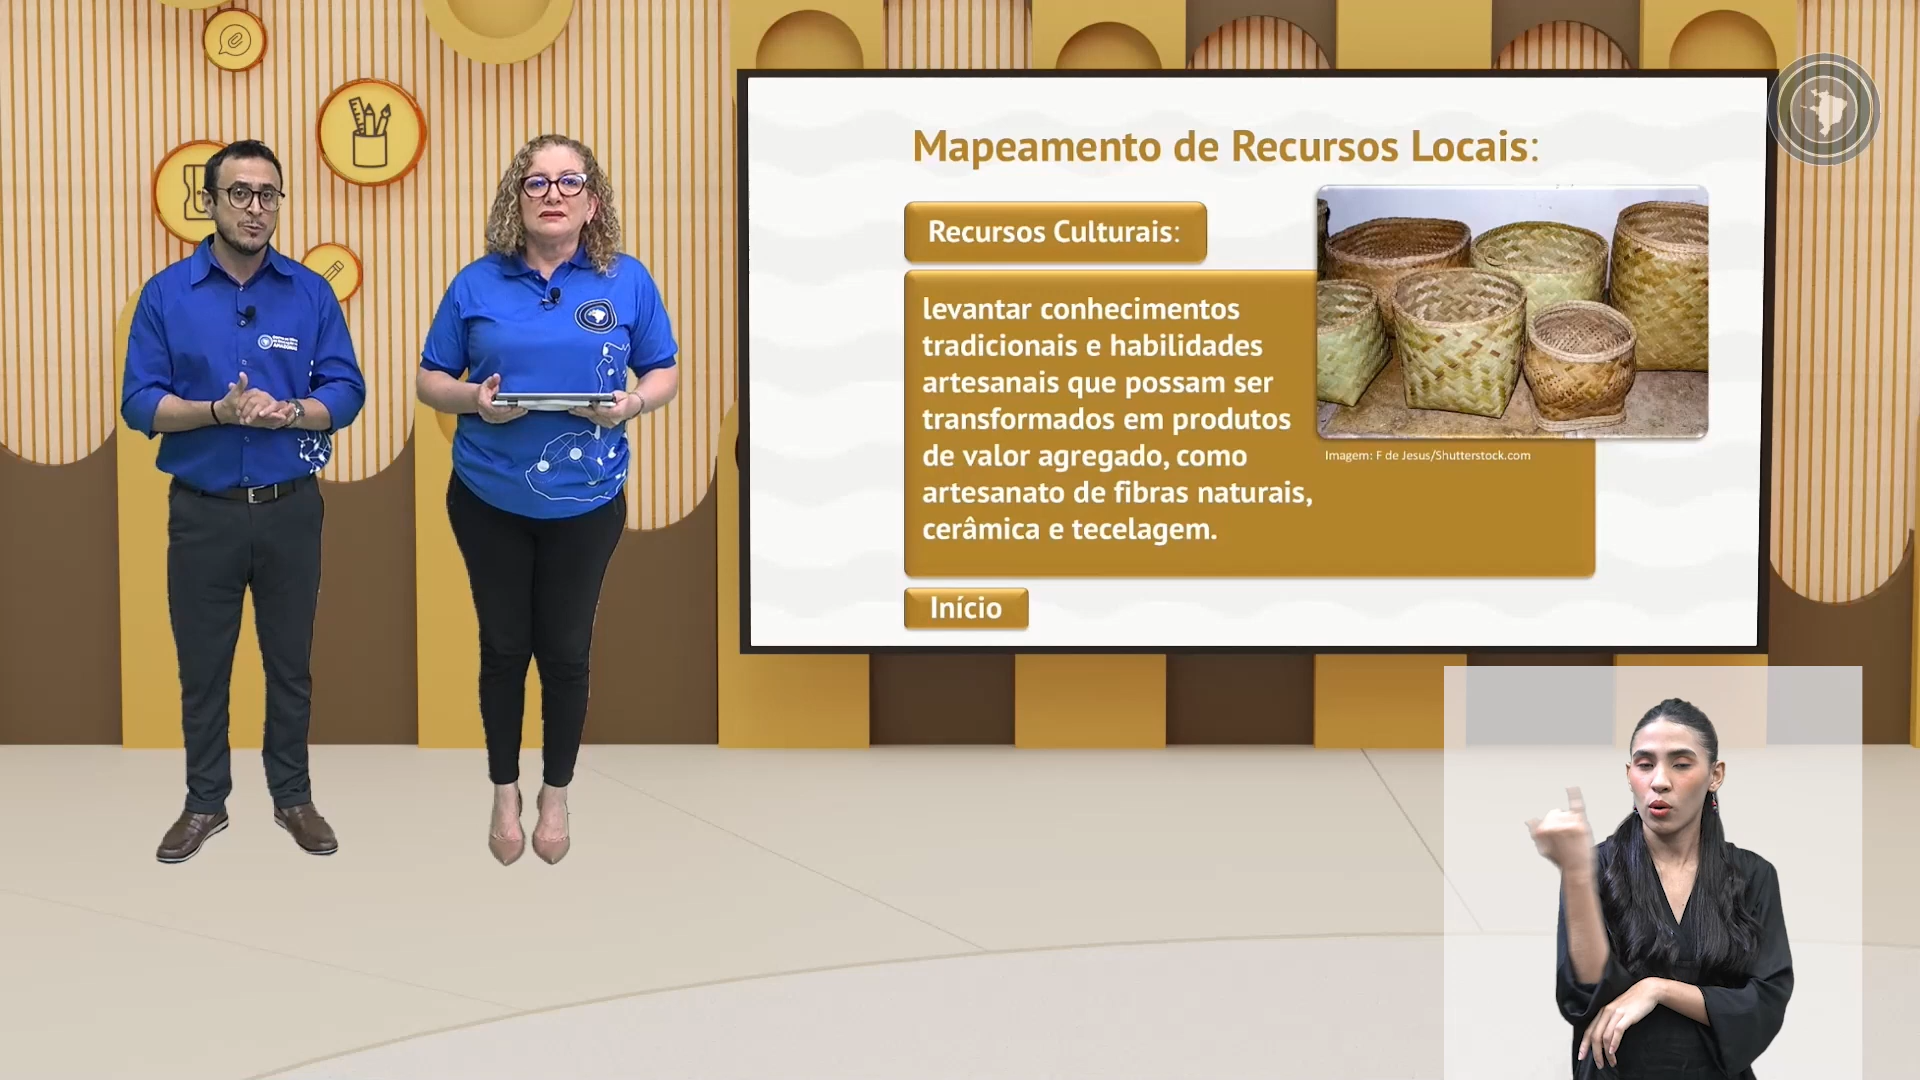 Mapeamento de Recursos Locais:
Recursos Culturais:
levantar conhecimentos
tradicionais e habilidades
artesanais que possam ser
transformados em produtos
de valor agregado, como
artesanato de fibras naturais,
cerâmica e tecelagem.
Imagem: F de Jesus/Shutterstock.com
Início